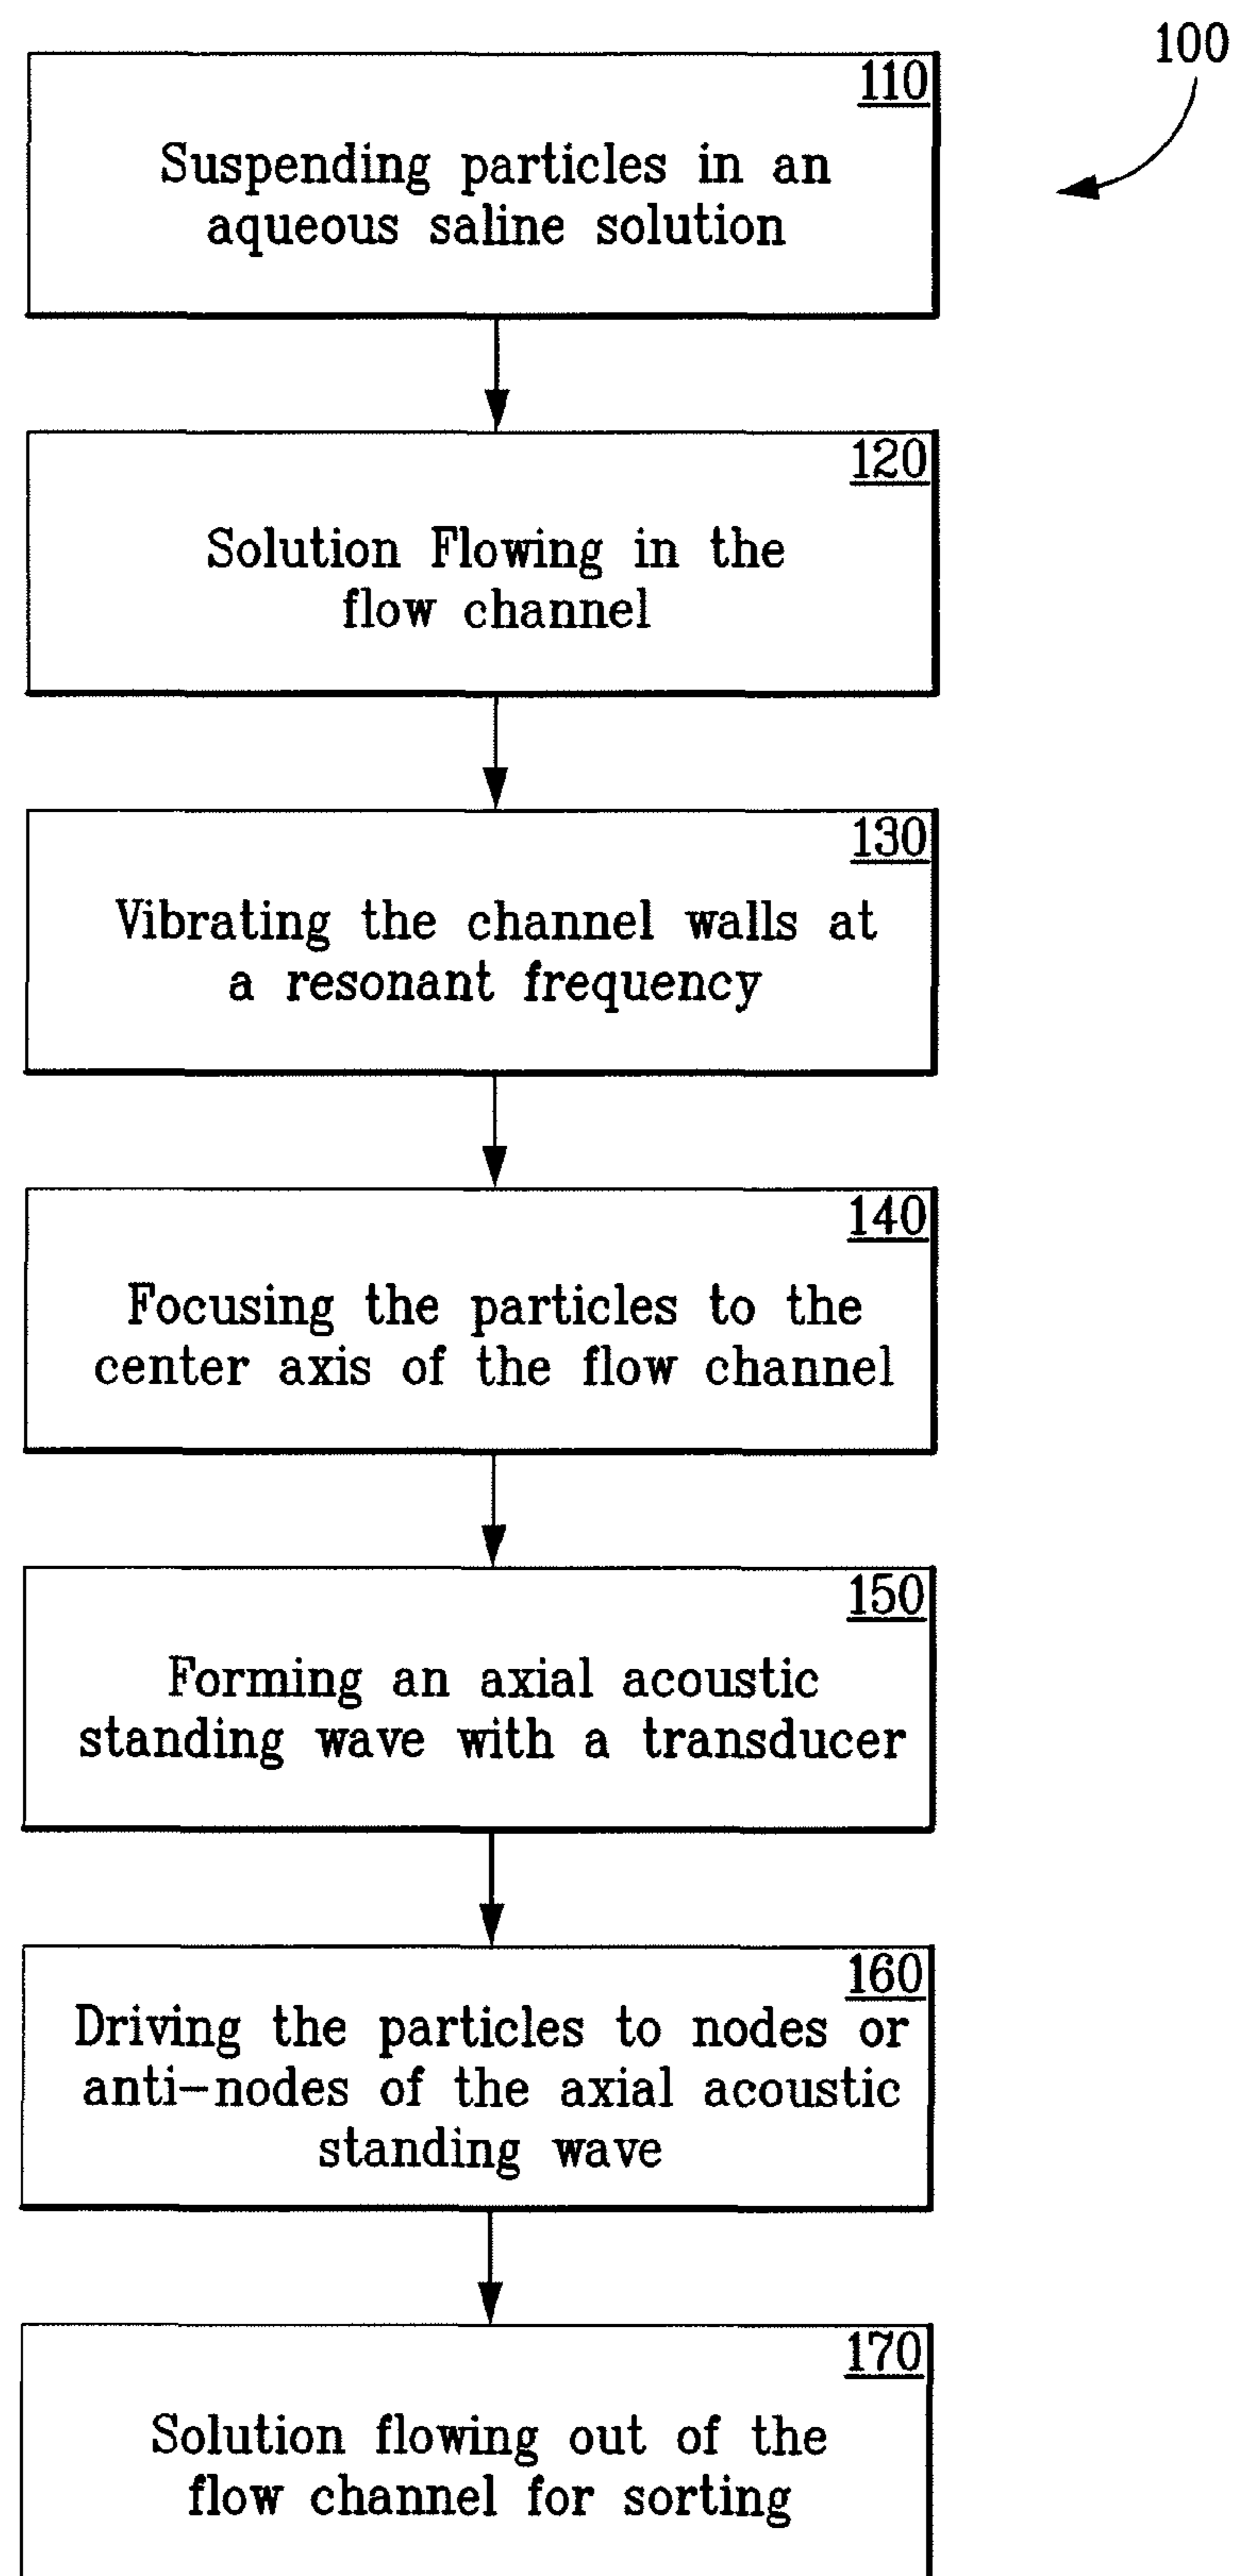 100
110
Suspending particles in an
aqueous saline solution
120
Solution Flowing in the
flow channel
130
Vibrating the channel walls at
a resonant frequency
140
Focusing the particles to the
center axis of the flow channel
150
Forming an axial acoustic
standing wave with a transducer
160
Driving the particles to nodes or
anti-nodes of the axial acoustic
standing wave
170
Solution flowing out of the
flow channel for sorting